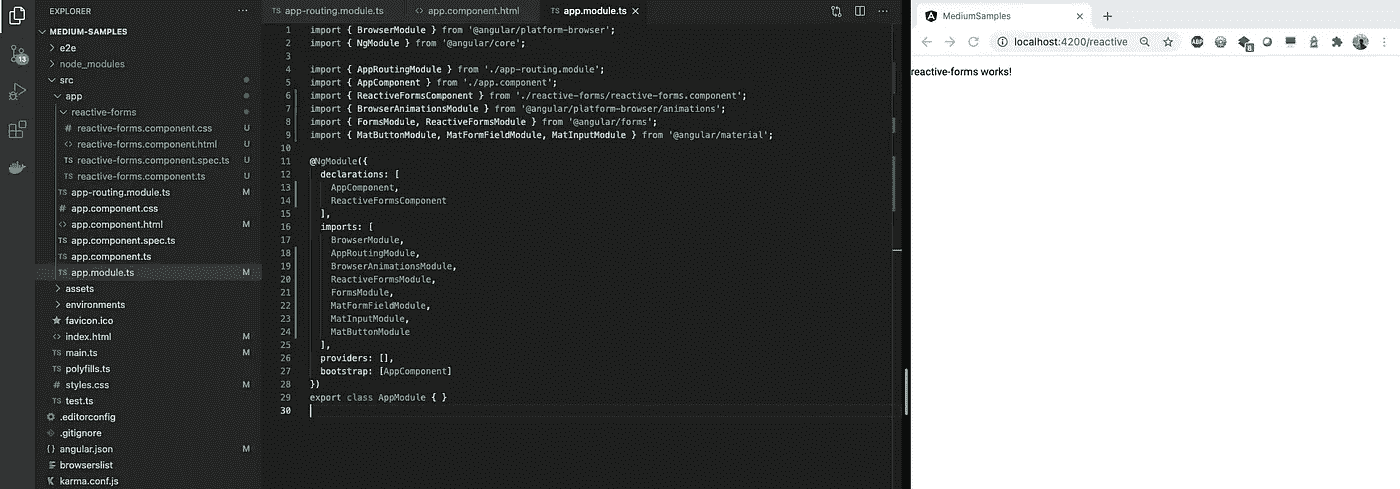 EXPLORER
MEDIUM-SAMPLES
e2e
node_modules
src
app
reactive-forms
# reactive-forms.component.css U
<> reactive-forms.component.html U
TS reactive-forms.component.spec.ts U
TS reactive-forms.component.ts U
TS app-routing.module.ts M
# app.component.css
<> app.component.html M
TS app.component.spec.ts
TS app.component.ts
TS app.module.ts M
assets
environments
favicon.ico
<> index.html M
TS main.ts M
TS polyfills.ts
# styles.css M
TS test.ts
.editorconfig
.gitignore
{} angular.json M
browserslist
karma.conf.js
13
TS app-routing.module.ts
<> app.component.html
TS app.module.ts
1 import { BrowserModule } from '@angular/platform-browser';
2 import { NgModule } from '@angular/core';
3
4 import { AppRoutingModule } from './app-routing.module';
5 import { AppComponent } from './app.component';
6 import { ReactiveFormsComponent } from './reactive-forms/reactive-forms.component';
7 import { BrowserAnimationsModule } from '@angular/platform-browser/animations';
8 import { FormsModule, ReactiveFormsModule } from '@angular/forms';
9 import { MatButtonModule, MatFormFieldModule, MatInputModule } from '@angular/material';
10
11 @NgModule({
12 declarations: [
13 AppComponent,
14 ReactiveFormsComponent
15 ],
16 imports: [
17 BrowserModule,
18 AppRoutingModule,
19 BrowserAnimationsModule,
20 ReactiveFormsModule,
21 FormsModule,
22 MatFormFieldModule,
23 MatInputModule,
24 MatButtonModule
25 ],
26 providers: [],
27 bootstrap: [AppComponent]
28 })
29 export class AppModule { }
30
MediumSamples
localhost:4200/reactive
ABP
8
reactive-forms works!